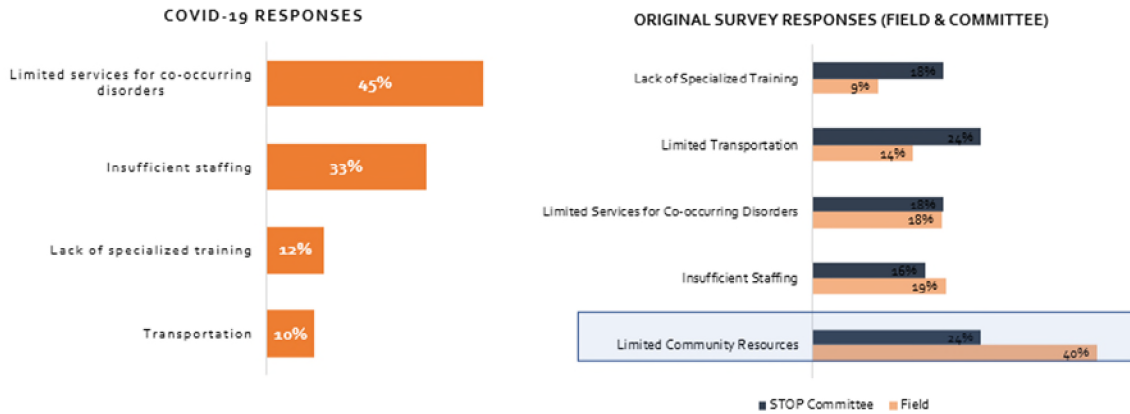 COVID-19 RESPONSES
Limited services for co-occurring
disorders
45%
Insufficient staffing
33%
Lack of specialized training
12%
Transportation
10%
ORIGINAL SURVEY RESPONSES (FIELD & COMMITTEE)
Lack of Specialized Training
18%
9%
Limited Transportation
24%
14%
Limited Services for Co-occurring Disorders
18%
18%
Insufficient Staffing
16%
19%
Limited Community Resources
24%
40%
STOP Committee Field